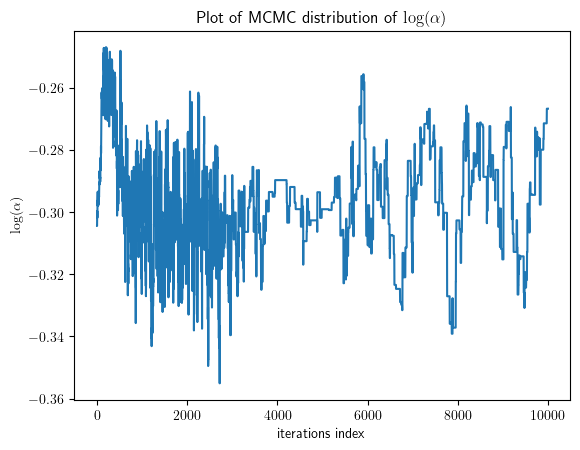 Plot of MCMC distribution of log(α)
−0.26
−0.28
−0.30
−0.32
−0.34
−0.36
log(α)
0 2000 4000 6000 8000 10000
iterations index